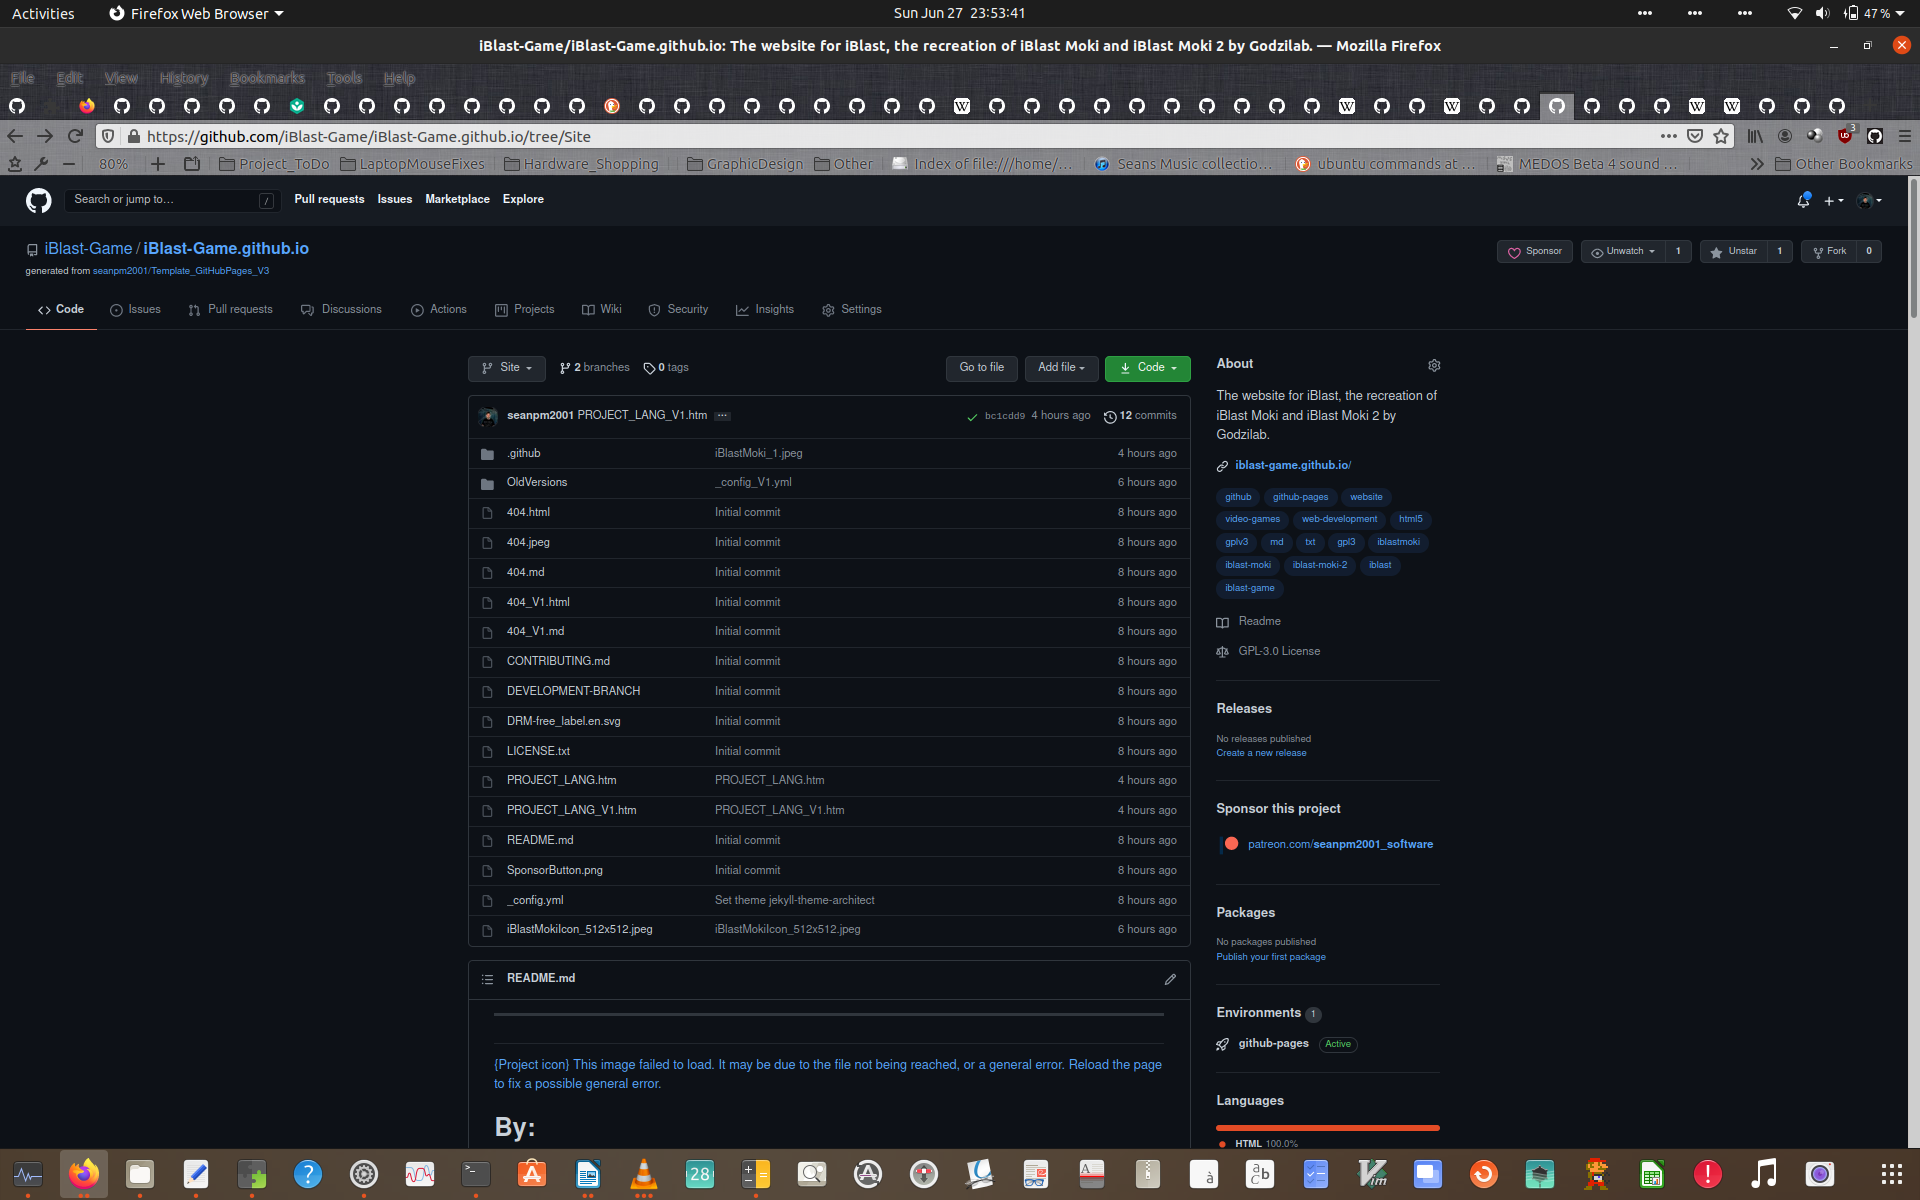 Activities Firefox Web Browser Sun Jun 27 23:53:41 47 %
iBlast-Game/iBlast-Game.github.io: The website for iBlast, the recreation of iBlast Moki and iBlast Moki 2 by Godzilab. — Mozilla Firefox
File Edit View History Bookmarks Tools Help
https://github.com/iBlast-Game/iBlast-Game.github.io/tree/Site 3
80% Project_ToDo LaptopMouseFixes Hardware_Shopping GraphicDesign Other Index of file:///home/... Seans Music collectio... ubuntu commands at ... MEDOS Beta 4 sound ... Other Bookmarks
Search or jump to... / Pull requests Issues Marketplace Explore
iBlast-Game / iBlast-Game.github.io Sponsor Unwatch 1 Unstar 1 Fork 0
generated from seanpm2001/Template_GitHubPages_V3
Code Issues Pull requests Discussions Actions Projects Wiki Security Insights Settings
Site 2 branches 0 tags Go to file Add file Code
seanpm2001 PROJECT_LANG_V1.htm ... bc1cdd9 4 hours ago 12 commits
.github iBlastMoki_1.jpeg 4 hours ago
OldVersions _config_V1.yml 6 hours ago
404.html Initial commit 8 hours ago
404.jpeg Initial commit 8 hours ago
404.md Initial commit 8 hours ago
404_V1.html Initial commit 8 hours ago
404_V1.md Initial commit 8 hours ago
CONTRIBUTING.md Initial commit 8 hours ago
DEVELOPMENT-BRANCH Initial commit 8 hours ago
DRM-free_label.en.svg Initial commit 8 hours ago
LICENSE.txt Initial commit 8 hours ago
PROJECT_LANG.htm PROJECT_LANG.htm 4 hours ago
PROJECT_LANG_V1.htm PROJECT_LANG_V1.htm 4 hours ago
README.md Initial commit 8 hours ago
SponsorButton.png Initial commit 8 hours ago
_config.yml Set theme jekyll-theme-architect 8 hours ago
iBlastMokiIcon_512x512.jpeg iBlastMokiIcon_512x512.jpeg 6 hours ago
README.md
{Project icon} This image failed to load. It may be due to the file not being reached, or a general error. Reload the page
to fix a possible general error.
By:
About
The website for iBlast, the recreation of
iBlast Moki and iBlast Moki 2 by
Godzilab.
iblast-game.github.io/
github github-pages website
video-games web-development html5
gplv3 md txt gpl3 iblastmoki
iblast-moki iblast-moki-2 iblast
iblast-game
Readme
GPL-3.0 License
Releases
No releases published
Create a new release
Sponsor this project
patreon.com/seanpm2001_software
Packages
No packages published
Publish your first package
Environments 1
github-pages Active
Languages
HTML 100.0%
28